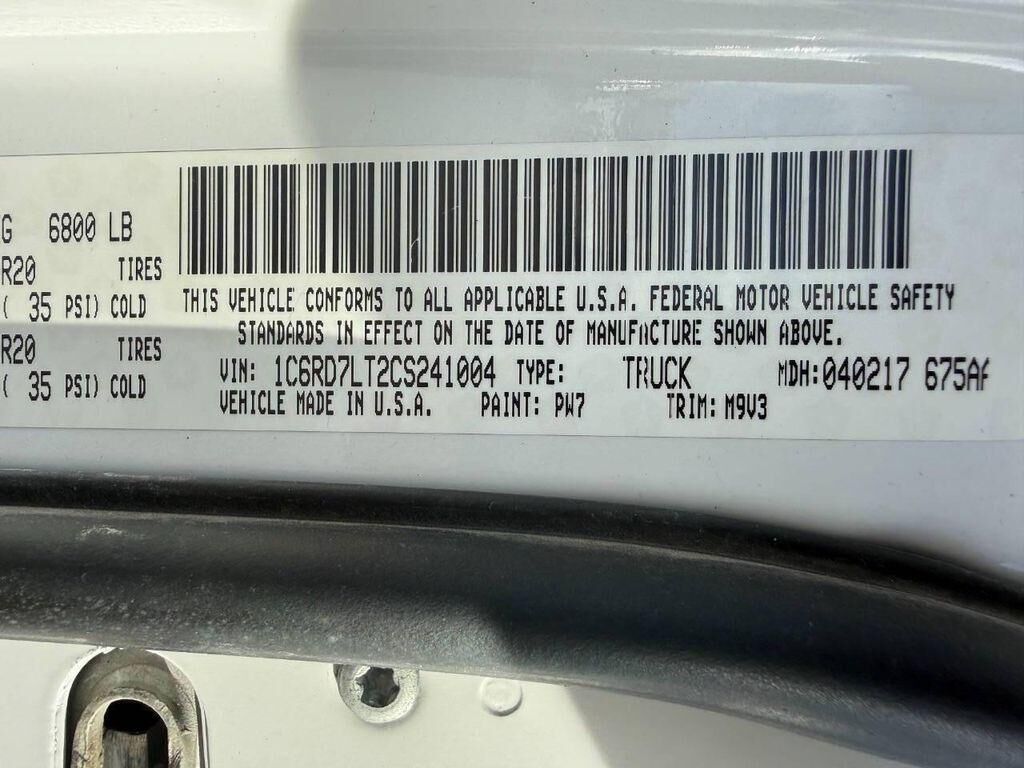 G 6800 LB
R20 TIRES
( 35 PSI) COLD
R20 TIRES
( 35 PSI) COLD
THIS VEHICLE CONFORMS TO ALL APPLICABLE U.S.A. FEDERAL MOTOR VEHICLE SAFETY
STANDARDS IN EFFECT ON THE DATE OF MANUFACTURE SHOWN ABOVE.
VIN: 1C6RD7LT2CS241004 TYPE: TRUCK MDH:040217 675A
VEHICLE MADE IN U.S.A. PAINT: PW7 TRIM: M9V3